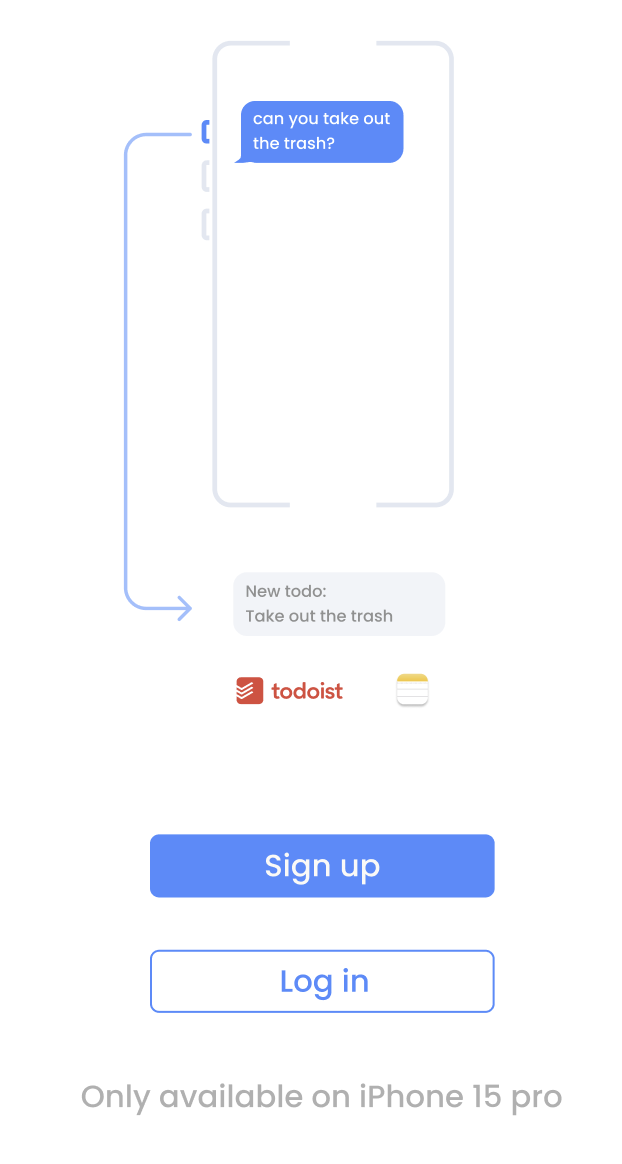 can you take out
the trash?
New todo:
Take out the trash
todoist
Sign up
Log in
Only available on iPhone 15 pro